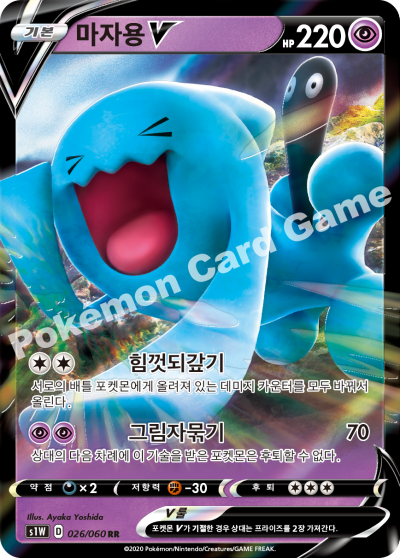 기본 마자용 V HP 220
Pokemon Card Game
힘껏되갚기
서로의 배틀 포켓몬에게 올려져 있는 데미지 카운터를 모두 바꿔서
올린다.
그림자묶기 70
상대의 다음 차례에 이 기술을 받은 포켓몬은 후퇴할 수 없다.
약점 ×2 저항력 -30 후퇴
Illus. Ayaka Yoshida
V룰
s1W D 026/060 RR
포켓몬 V가 기절한 경우 상대는 프라이즈를 2장 가져간다.
©2020 Pokémon/Nintendo/Creatures/GAME FREAK.